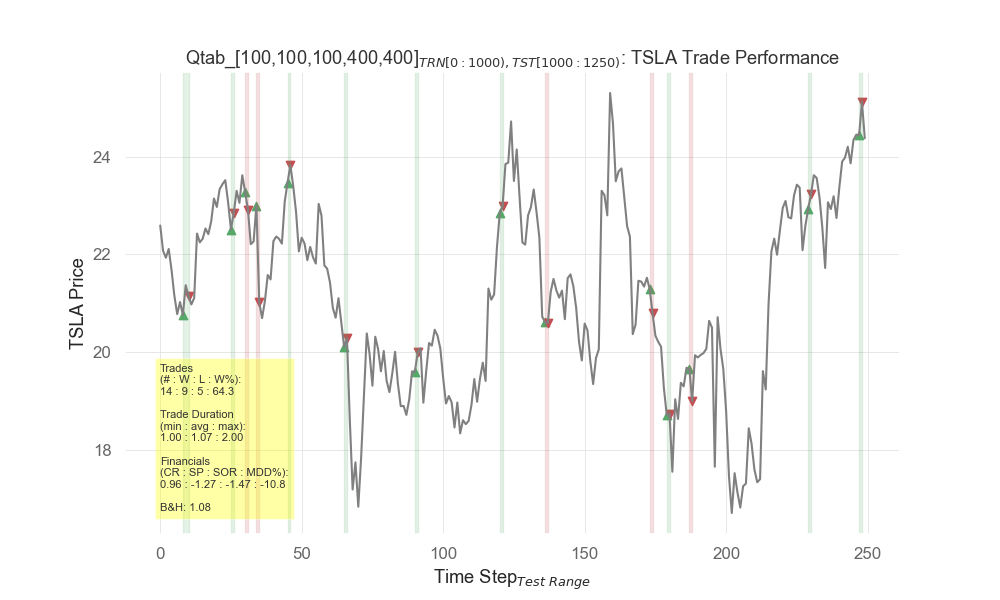 Qtab_[100,100,100,400,400]TRN[0 : 1000), TST[1000 : 1250): TSLA Trade Performance
24
22
20
18
TSLA Price
Trades
(# : W : L : W%):
14 : 9 : 5 : 64.3
Trade Duration
(min : avg : max):
1.00 : 1.07 : 2.00
Financials
(CR : SP : SOR : MDD%):
0.96 : -1.27 : -1.47 : -10.8
B&H: 1.08
0 50 100 150 200 250
Time StepTest Range